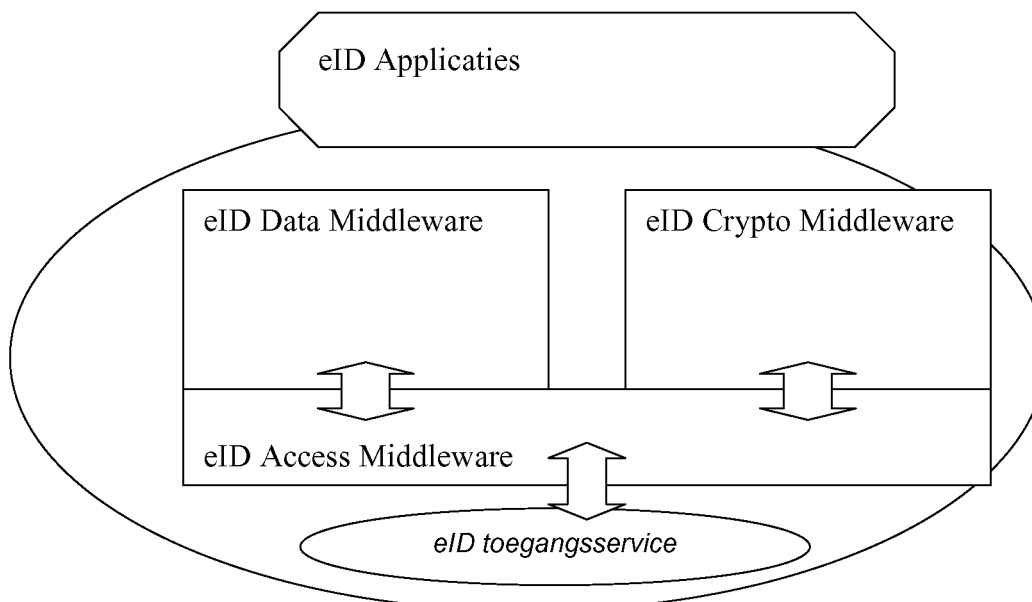 eID Applicaties
eID Data Middleware
eID Crypto Middleware
eID Access Middleware
eID toegangsservice